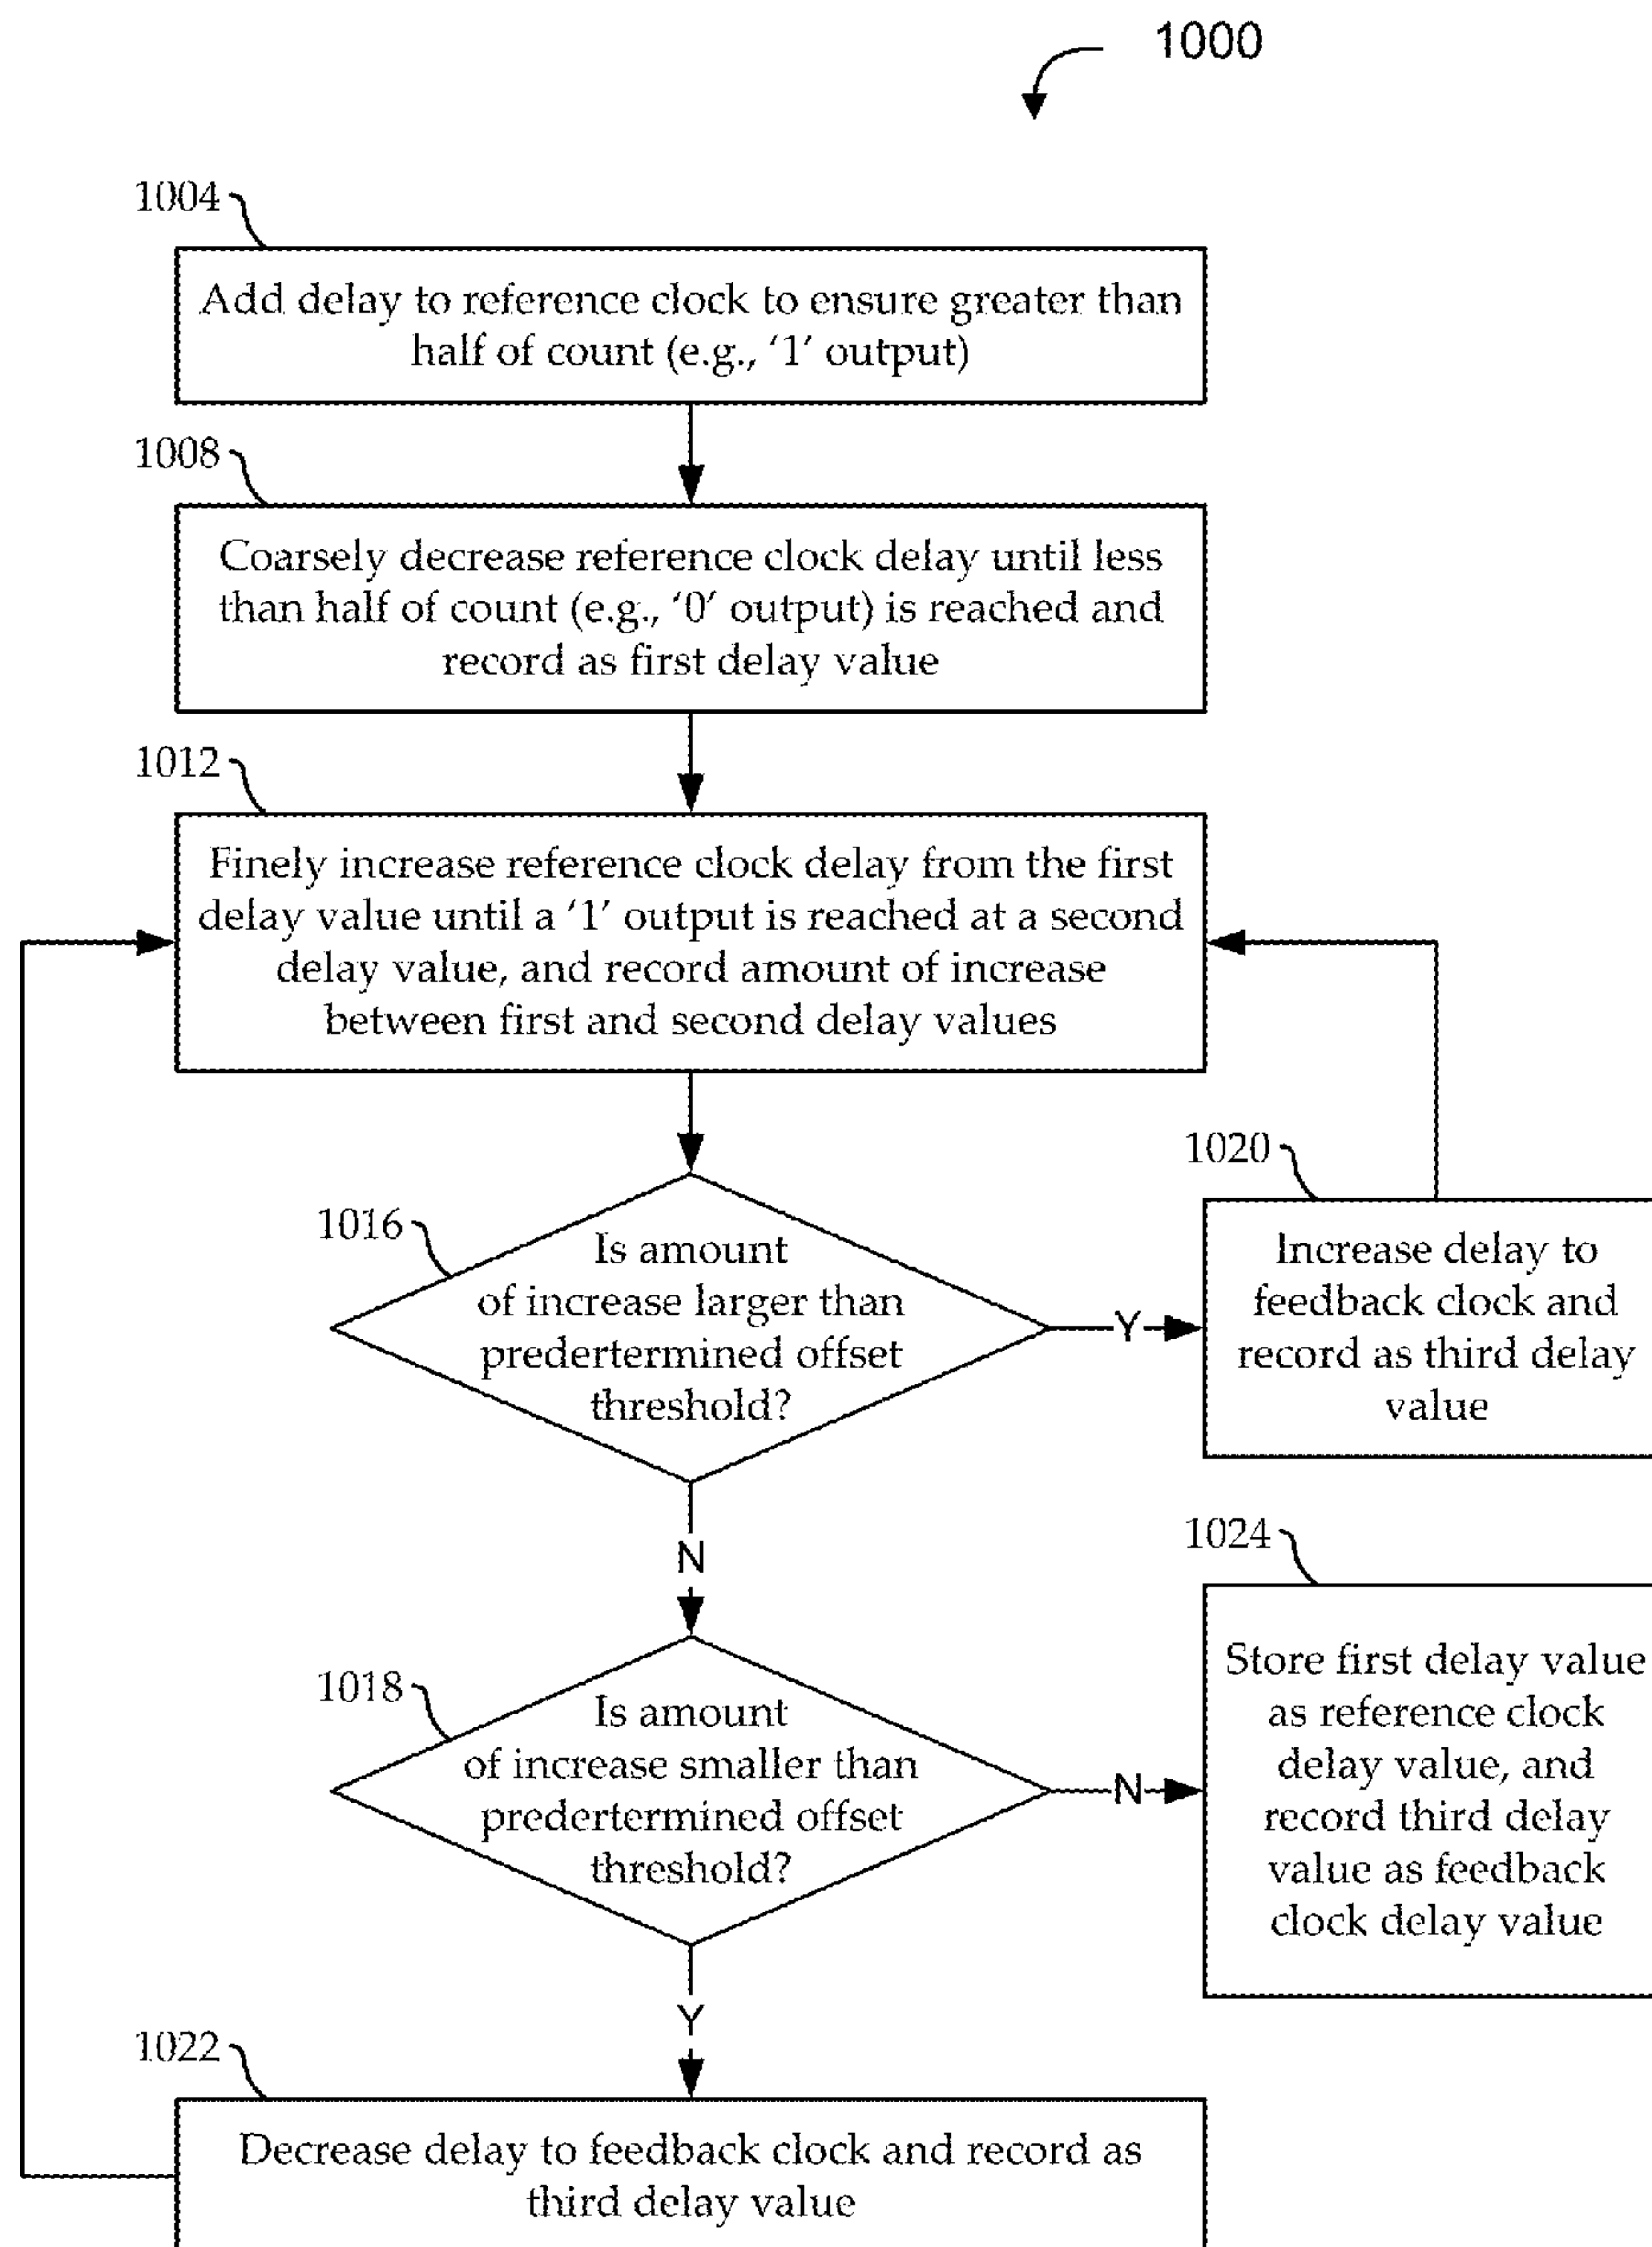 1000
1004
Add delay to reference clock to ensure greater than
half of count (e.g., ‘1’ output)
1008
Coarsely decrease reference clock delay until less
than half of count (e.g., ‘0’ output) is reached and
record as first delay value
1012
Finely increase reference clock delay from the first
delay value until a ‘1’ output is reached at a second
delay value, and record amount of increase
between first and second delay values
1016
Is amount
of increase larger than
predertermined offset
threshold?
Y
1020
Increase delay to
feedback clock and
record as third delay
value
N
1018
Is amount
of increase smaller than
predertermined offset
threshold?
N
1024
Store first delay value
as reference clock
delay value, and
record third delay
value as feedback
clock delay value
Y
1022
Decrease delay to feedback clock and record as
third delay value